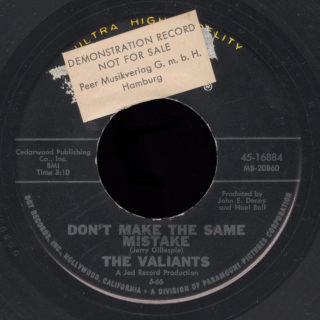 ULTRA HIGH FIDELITY
DEMONSTRATION RECORD
NOT FOR SALE
Peer Musikverlag G. m. b. H.
Hamburg
Cedarwood Publishing
Co., Inc.
BMI
Time 2:10
45-16884
MB-20860
Produced by
John E. Denny
and Noel Ball
DON'T MAKE THE SAME
MISTAKE
(Jerry Gillespie)
THE VALIANTS
A Jed Record Production
5-66
DOT RECORDS, INC., HOLLYWOOD, CALIFORNIA • A DIVISION OF PARAMOUNT PICTURES CORPORATION